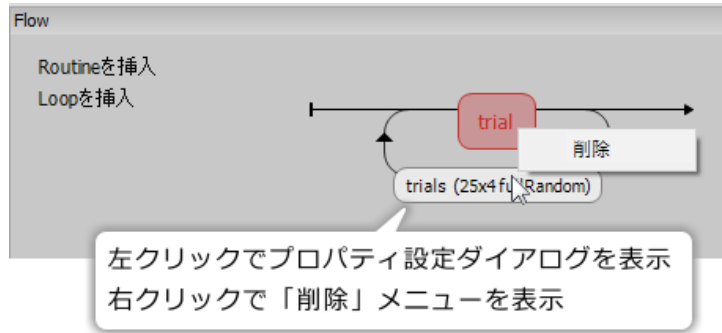 Flow
Routineを挿入
Loopを挿入
trial
削除
trials (25x4 fullRandom)
左クリックでプロパティ設定ダイアログを表示
右クリックで「削除」メニューを表示